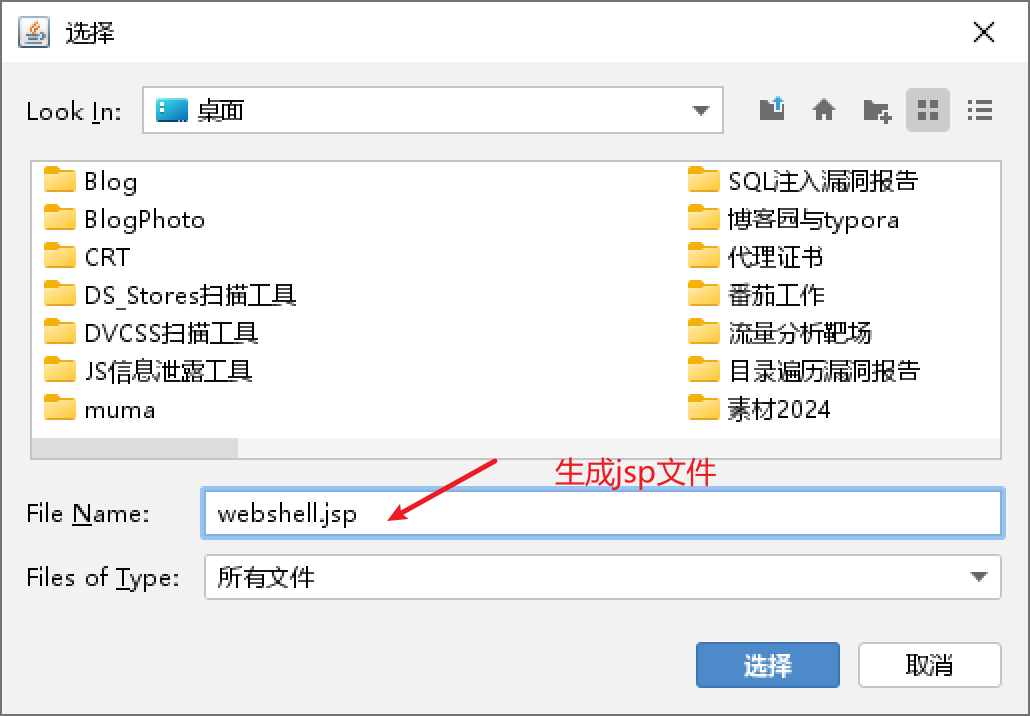 选择
Look In: 桌面
Blog
BlogPhoto
CRT
DS_Stores扫描工具
DVCSS扫描工具
JS信息泄露工具
muma
SQL注入漏洞报告
博客园与typora
代理证书
番茄工作
流量分析靶场
目录遍历漏洞报告
素材2024
生成jsp文件
File Name: webshell.jsp
Files of Type: 所有文件
选择 取消